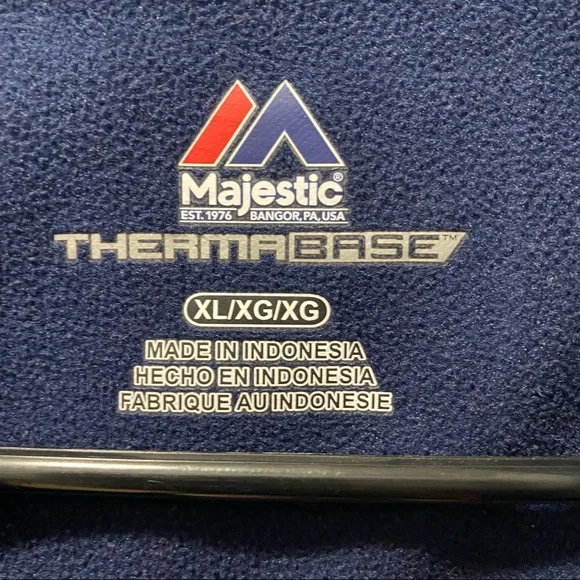 Majestic®
EST. 1976 BANGOR, PA, USA
THERMABASE™
XL/XG/XG
MADE IN INDONESIA
HECHO EN INDONESIA
FABRIQUE AU INDONESIE